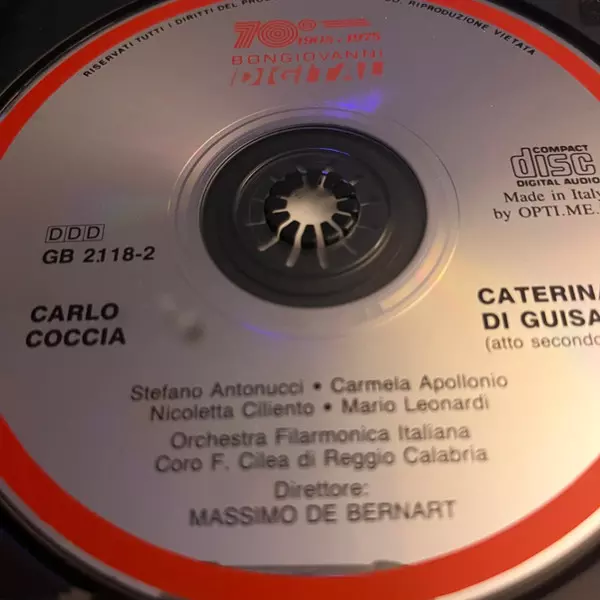 RISERVATI TUTTI I DIRITTI DEL
RIPRODUZIONE VIETATA
70°
1905 - 1975
BONGIOVANNI
DIGITAL
COMPACT
disc
DIGITAL AUDIO
Made in Italy
by OPTI.ME.
DDD
GB 2118-2
CARLO
COCCIA
CATERINA
DI GUISA
(atto secondo
Stefano Antonucci • Carmela Apollonio
Nicoletta Ciliento • Mario Leonardi
Orchestra Filarmonica Italiana
Coro F. Cilea di Reggio Calabria
Direttore:
MASSIMO DE BERNART